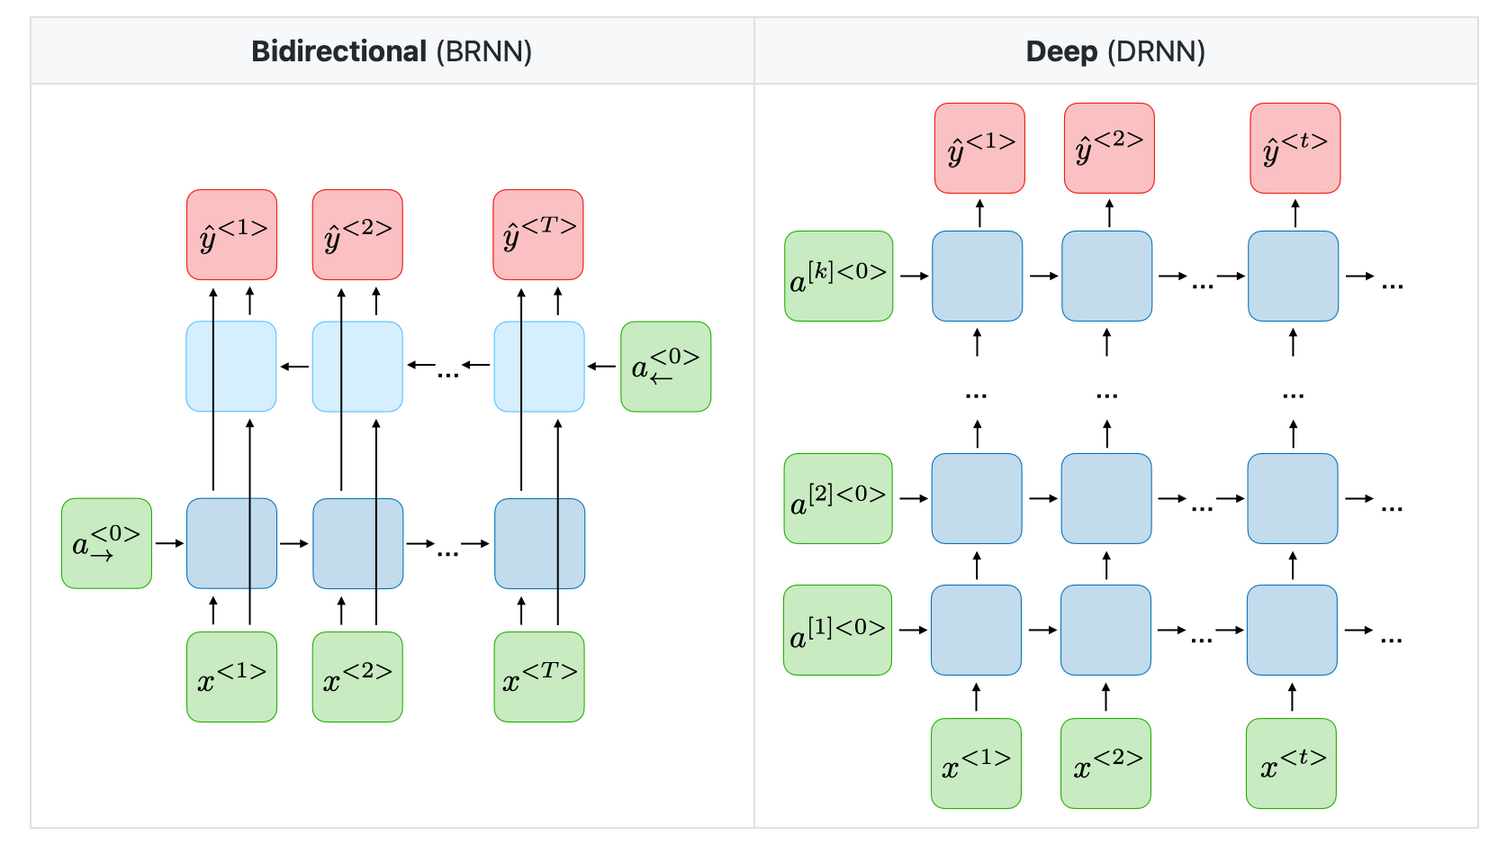 Bidirectional (BRNN)
Deep (DRNN)
ŷ<1> ŷ<2> ŷ<T>
a←<0>
a→<0>
...
...
x<1> x<2> x<T>
ŷ<1> ŷ<2> ŷ<t>
a[k]<0> ... ...
... ... ...
a[2]<0> ... ...
a[1]<0> ... ...
x<1> x<2> x<t>